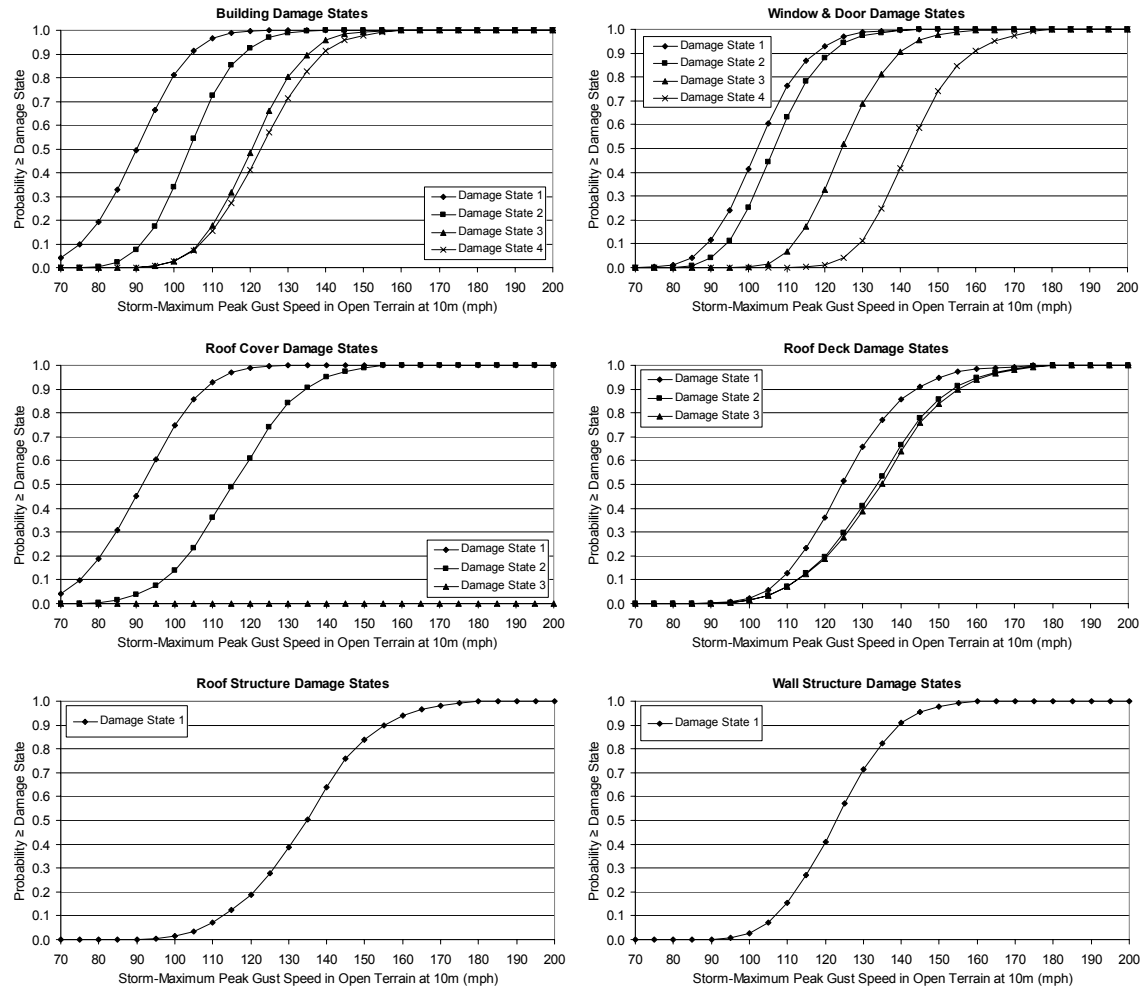 Building Damage States
Probability ≥ Damage State
1.0
0.9
0.8
0.7
0.6
0.5
0.4
0.3
0.2
0.1
0.0
Damage State 1
Damage State 2
Damage State 3
Damage State 4
70 80 90 100 110 120 130 140 150 160 170 180 190 200
Storm-Maximum Peak Gust Speed in Open Terrain at 10m (mph)
Window & Door Damage States
Probability ≥ Damage State
1.0
0.9
0.8
0.7
0.6
0.5
0.4
0.3
0.2
0.1
0.0
Damage State 1
Damage State 2
Damage State 3
Damage State 4
70 80 90 100 110 120 130 140 150 160 170 180 190 200
Storm-Maximum Peak Gust Speed in Open Terrain at 10m (mph)
Roof Cover Damage States
Probability ≥ Damage State
1.0
0.9
0.8
0.7
0.6
0.5
0.4
0.3
0.2
0.1
0.0
Damage State 1
Damage State 2
Damage State 3
70 80 90 100 110 120 130 140 150 160 170 180 190 200
Storm-Maximum Peak Gust Speed in Open Terrain at 10m (mph)
Roof Deck Damage States
Probability ≥ Damage State
1.0
0.9
0.8
0.7
0.6
0.5
0.4
0.3
0.2
0.1
0.0
Damage State 1
Damage State 2
Damage State 3
70 80 90 100 110 120 130 140 150 160 170 180 190 200
Storm-Maximum Peak Gust Speed in Open Terrain at 10m (mph)
Roof Structure Damage States
Probability ≥ Damage State
1.0
0.9
0.8
0.7
0.6
0.5
0.4
0.3
0.2
0.1
0.0
Damage State 1
70 80 90 100 110 120 130 140 150 160 170 180 190 200
Storm-Maximum Peak Gust Speed in Open Terrain at 10m (mph)
Wall Structure Damage States
Probability ≥ Damage State
1.0
0.9
0.8
0.7
0.6
0.5
0.4
0.3
0.2
0.1
0.0
Damage State 1
70 80 90 100 110 120 130 140 150 160 170 180 190 200
Storm-Maximum Peak Gust Speed in Open Terrain at 10m (mph)